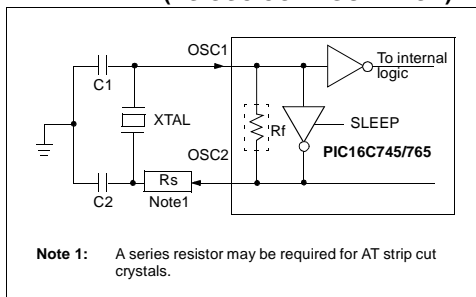 OSC1
To internal
logic
C1
XTAL
Rf
SLEEP
OSC2
PIC16C745/765
Rs
C2
Note1
Note 1: A series resistor may be required for AT strip cut
crystals.